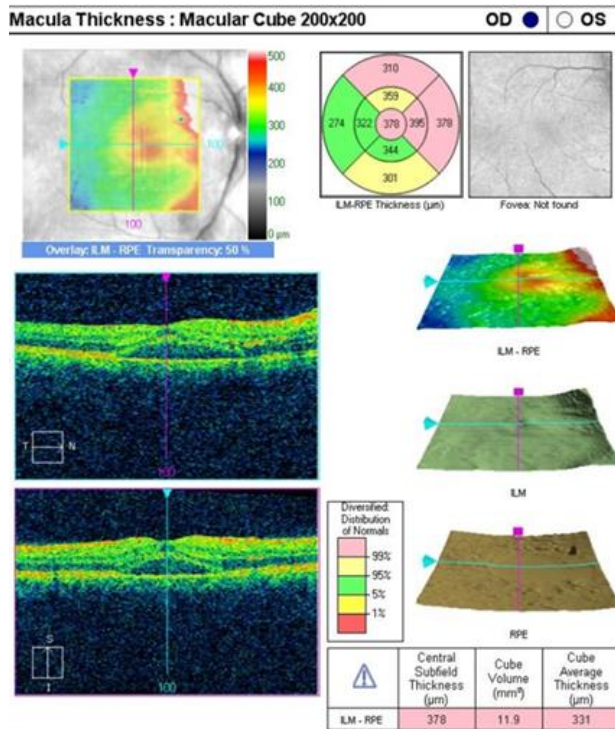 Macula Thickness : Macular Cube 200x200 OD OS
500
400
300
200
100
0 µm
100
100
Overlay: ILM - RPE Transparency: 50 %
310
359
274 322 378 395 378
344
301
ILM-RPE Thickness (µm)
Fovea: Not found
ILM - RPE
T N
100
ILM
S
I
100
Diversified:
Distribution
of Normals
99%
95%
5%
1%
RPE
Central Subfield Thickness (µm)
Cube Volume (mm³)
Cube Average Thickness (µm)
ILM - RPE 378 11.9 331